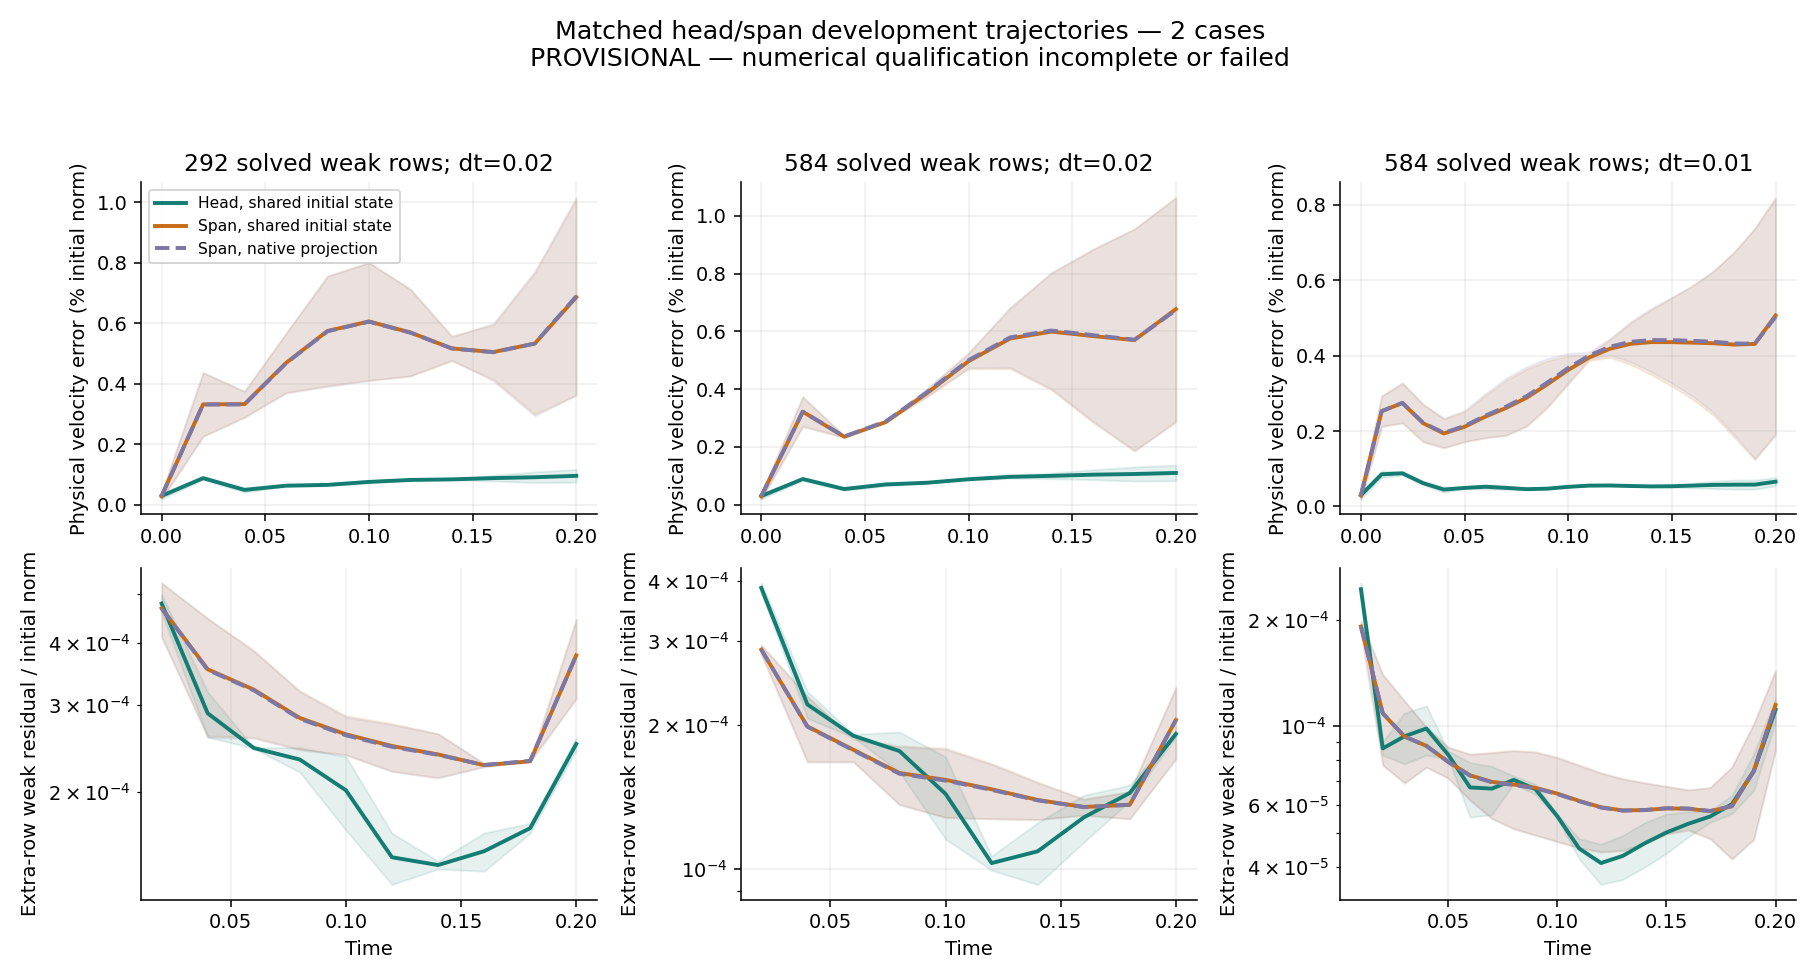 Matched head/span development trajectories — 2 cases
PROVISIONAL — numerical qualification incomplete or failed
292 solved weak rows; dt=0.02
Physical velocity error (% initial norm)
1.0
0.8
0.6
0.4
0.2
0.0
Head, shared initial state
Span, shared initial state
Span, native projection
0.00 0.05 0.10 0.15 0.20
584 solved weak rows; dt=0.02
Physical velocity error (% initial norm)
1.0
0.8
0.6
0.4
0.2
0.0
0.00 0.05 0.10 0.15 0.20
584 solved weak rows; dt=0.01
Physical velocity error (% initial norm)
0.8
0.6
0.4
0.2
0.0
0.00 0.05 0.10 0.15 0.20
Extra-row weak residual / initial norm
4 × 10⁻⁴
3 × 10⁻⁴
2 × 10⁻⁴
0.05 0.10 0.15 0.20
Time
Extra-row weak residual / initial norm
4 × 10⁻⁴
3 × 10⁻⁴
2 × 10⁻⁴
10⁻⁴
0.05 0.10 0.15 0.20
Time
Extra-row weak residual / initial norm
2 × 10⁻⁴
10⁻⁴
6 × 10⁻⁵
4 × 10⁻⁵
0.05 0.10 0.15 0.20
Time